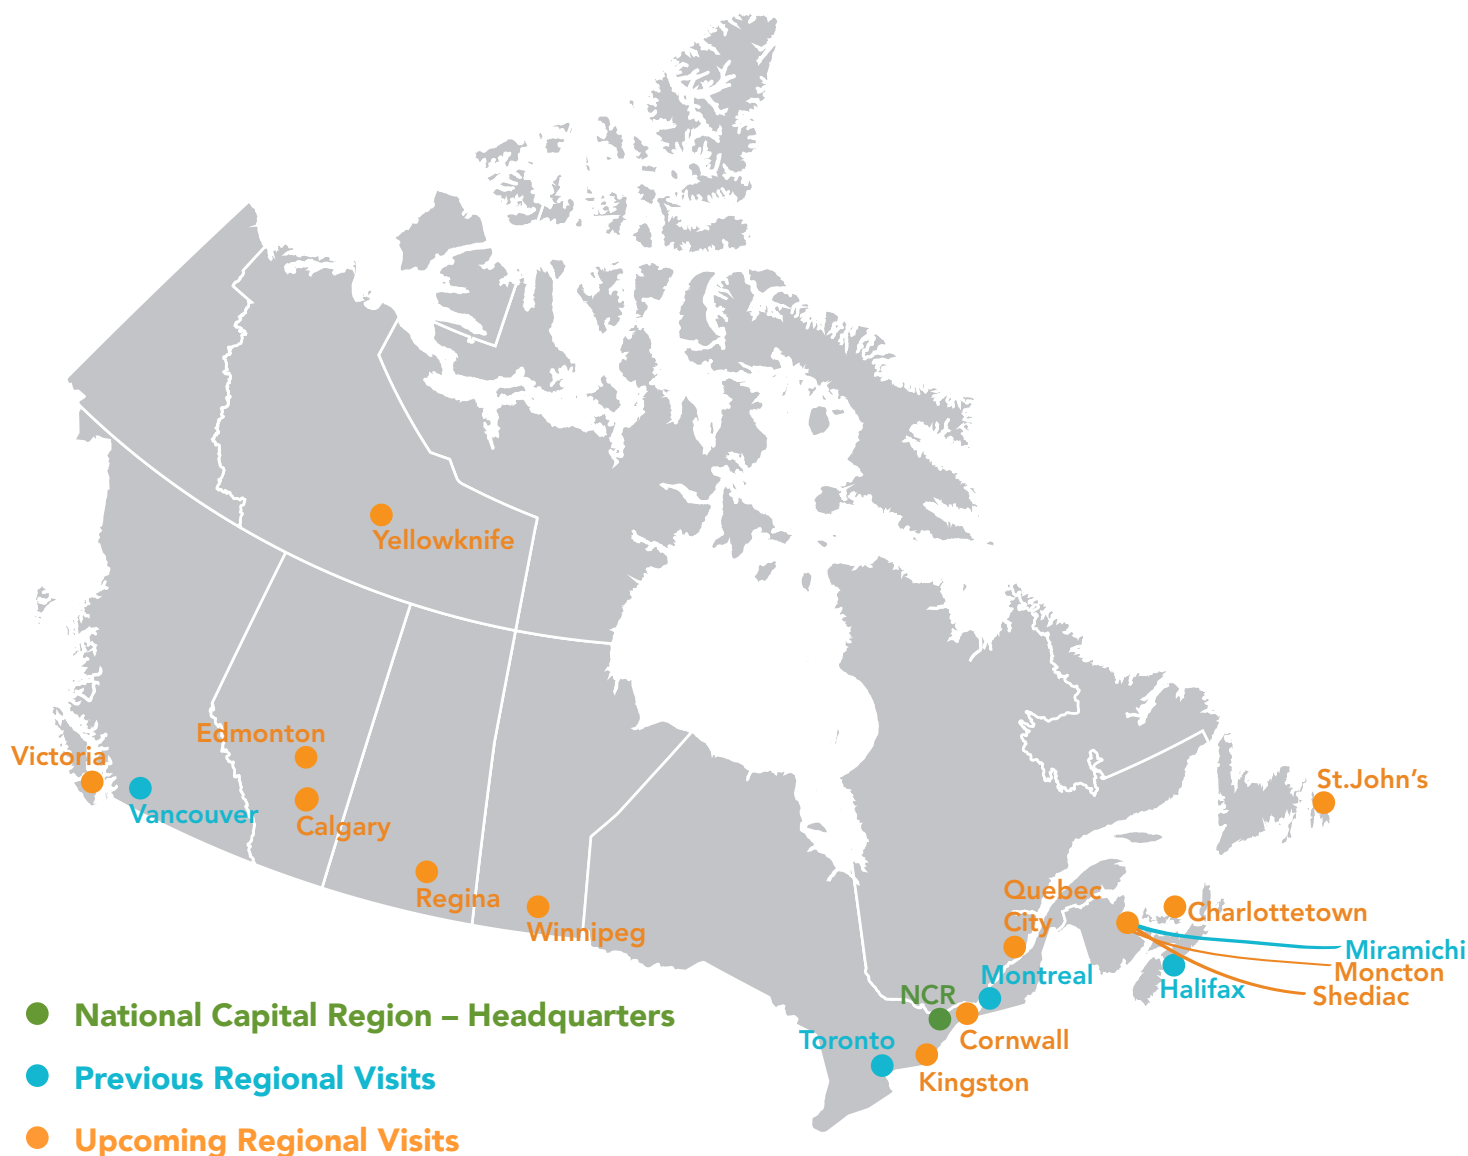 Yellowknife
Edmonton
Victoria
Vancouver
Calgary
Regina
Winnipeg
St.John’s
Quebec
City
Charlottetown
Miramichi
Moncton
Shediac
Halifax
Montreal
NCR
Cornwall
Toronto
Kingston
National Capital Region – Headquarters
Previous Regional Visits
Upcoming Regional Visits